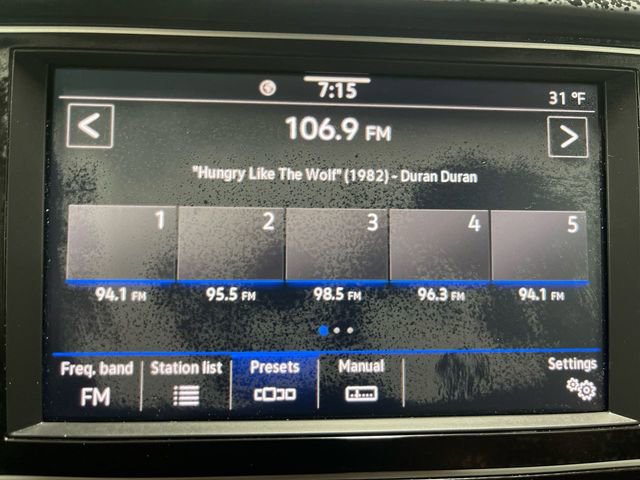 7:15
31 °F
106.9 FM
"Hungry Like The Wolf" (1982) - Duran Duran
1 2 3 4 5
94.1 FM 95.5 FM 98.5 FM 96.3 FM 94.1 FM
Freq. band Station list Presets Manual Settings
FM